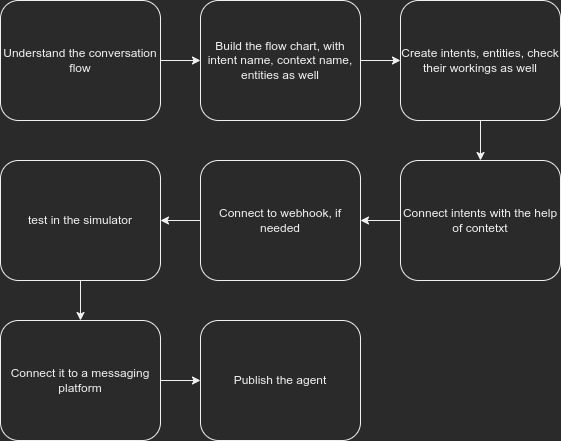 Understand the conversation
flow
Build the flow chart, with
intent name, context name,
entities as well
Create intents, entities, check
their workings as well
Connect intents with the help
of contetxt
Connect to webhook, if
needed
test in the simulator
Connect it to a messaging
platform
Publish the agent